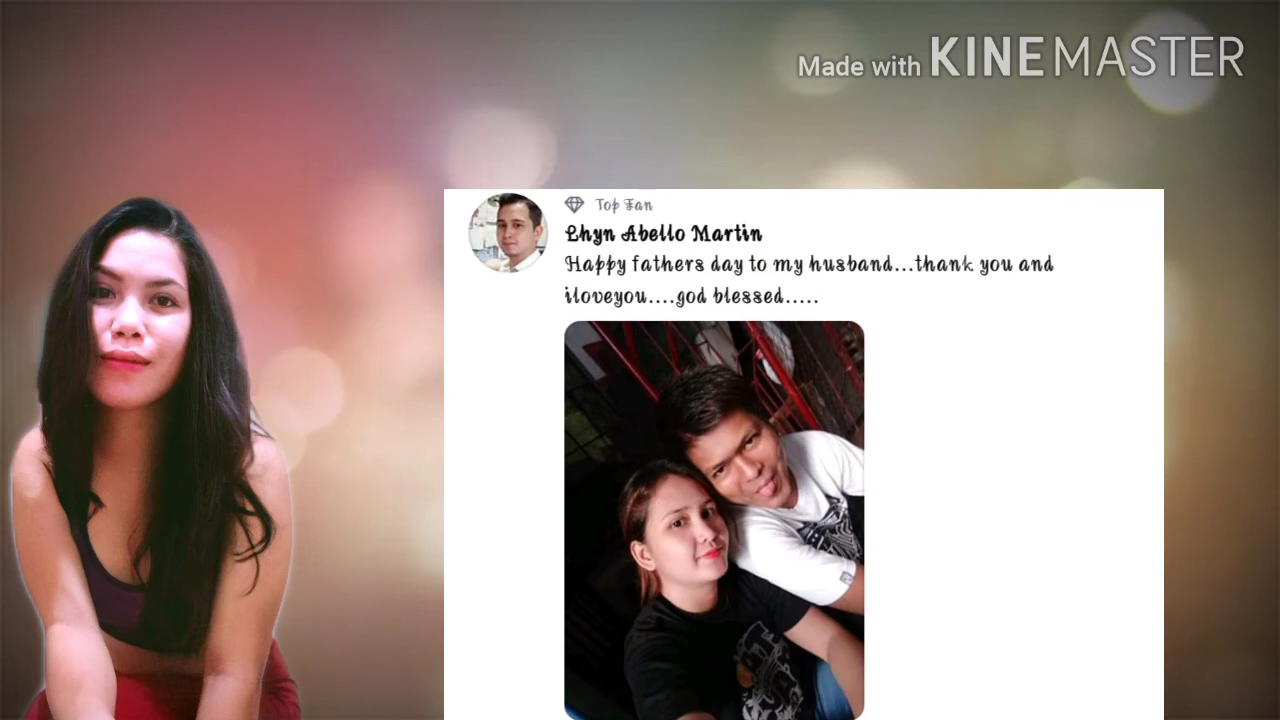 Made with KINEMASTER
Top Fan
Lhyn Abello Martin
Happy fathers day to my husband...thank you and
iloveyou....god blessed.....